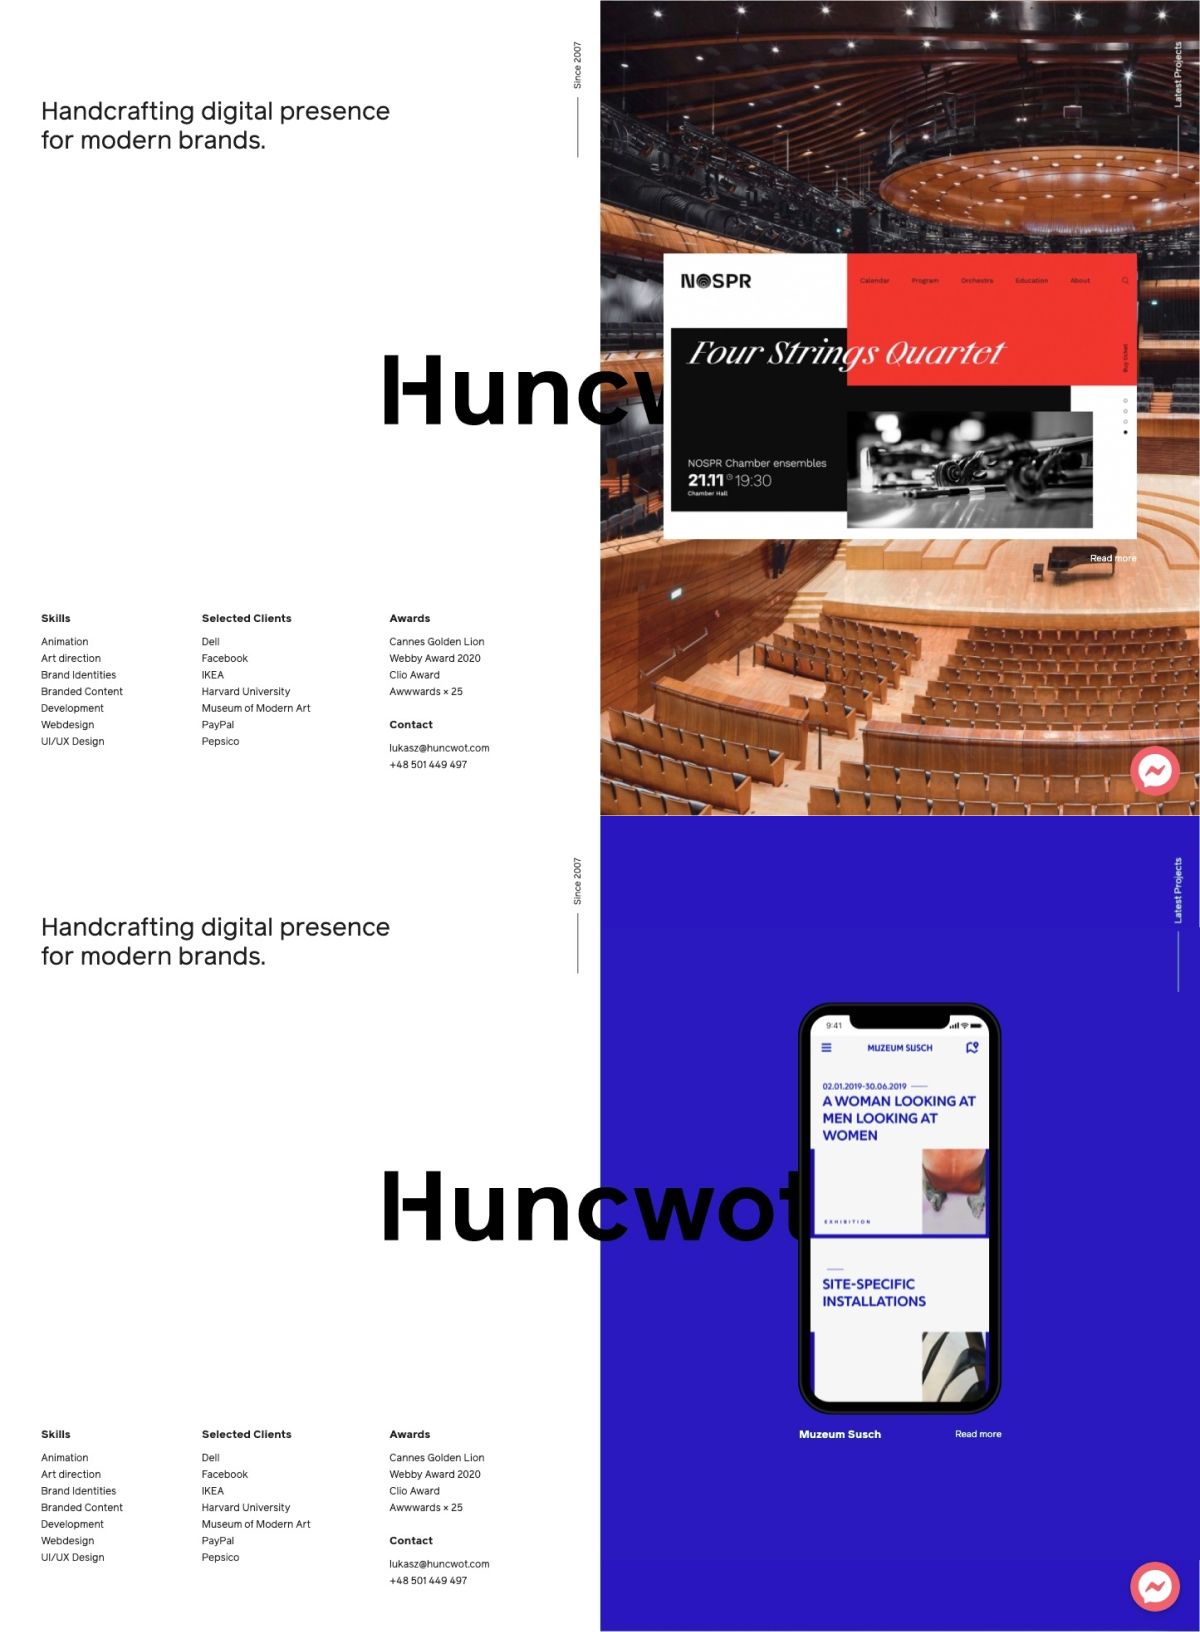 Since 2007
Latest Projects
Handcrafting digital presence
for modern brands.
NOSPR
Calendar Program Orchestra Education About
Four Strings Quartet
Buy ticket
Huncw
NOSPR Chamber ensembles
21.11 19:30
Chamber Hall
Read more
Skills
Animation
Art direction
Brand Identities
Branded Content
Development
Webdesign
UI/UX Design
Selected Clients
Dell
Facebook
IKEA
Harvard University
Museum of Modern Art
PayPal
Pepsico
Awards
Cannes Golden Lion
Webby Award 2020
Clio Award
Awwwards × 25
Contact
lukasz@huncwot.com
+48 501 449 497
Since 2007
Latest Projects
Handcrafting digital presence
for modern brands.
9:41
MUZEUM SUSCH
02.01.2019-30.06.2019
A WOMAN LOOKING AT
MEN LOOKING AT
WOMEN
Huncwot
EXHIBITION
SITE-SPECIFIC
INSTALLATIONS
Muzeum Susch Read more
Skills
Animation
Art direction
Brand Identities
Branded Content
Development
Webdesign
UI/UX Design
Selected Clients
Dell
Facebook
IKEA
Harvard University
Museum of Modern Art
PayPal
Pepsico
Awards
Cannes Golden Lion
Webby Award 2020
Clio Award
Awwwards × 25
Contact
lukasz@huncwot.com
+48 501 449 497